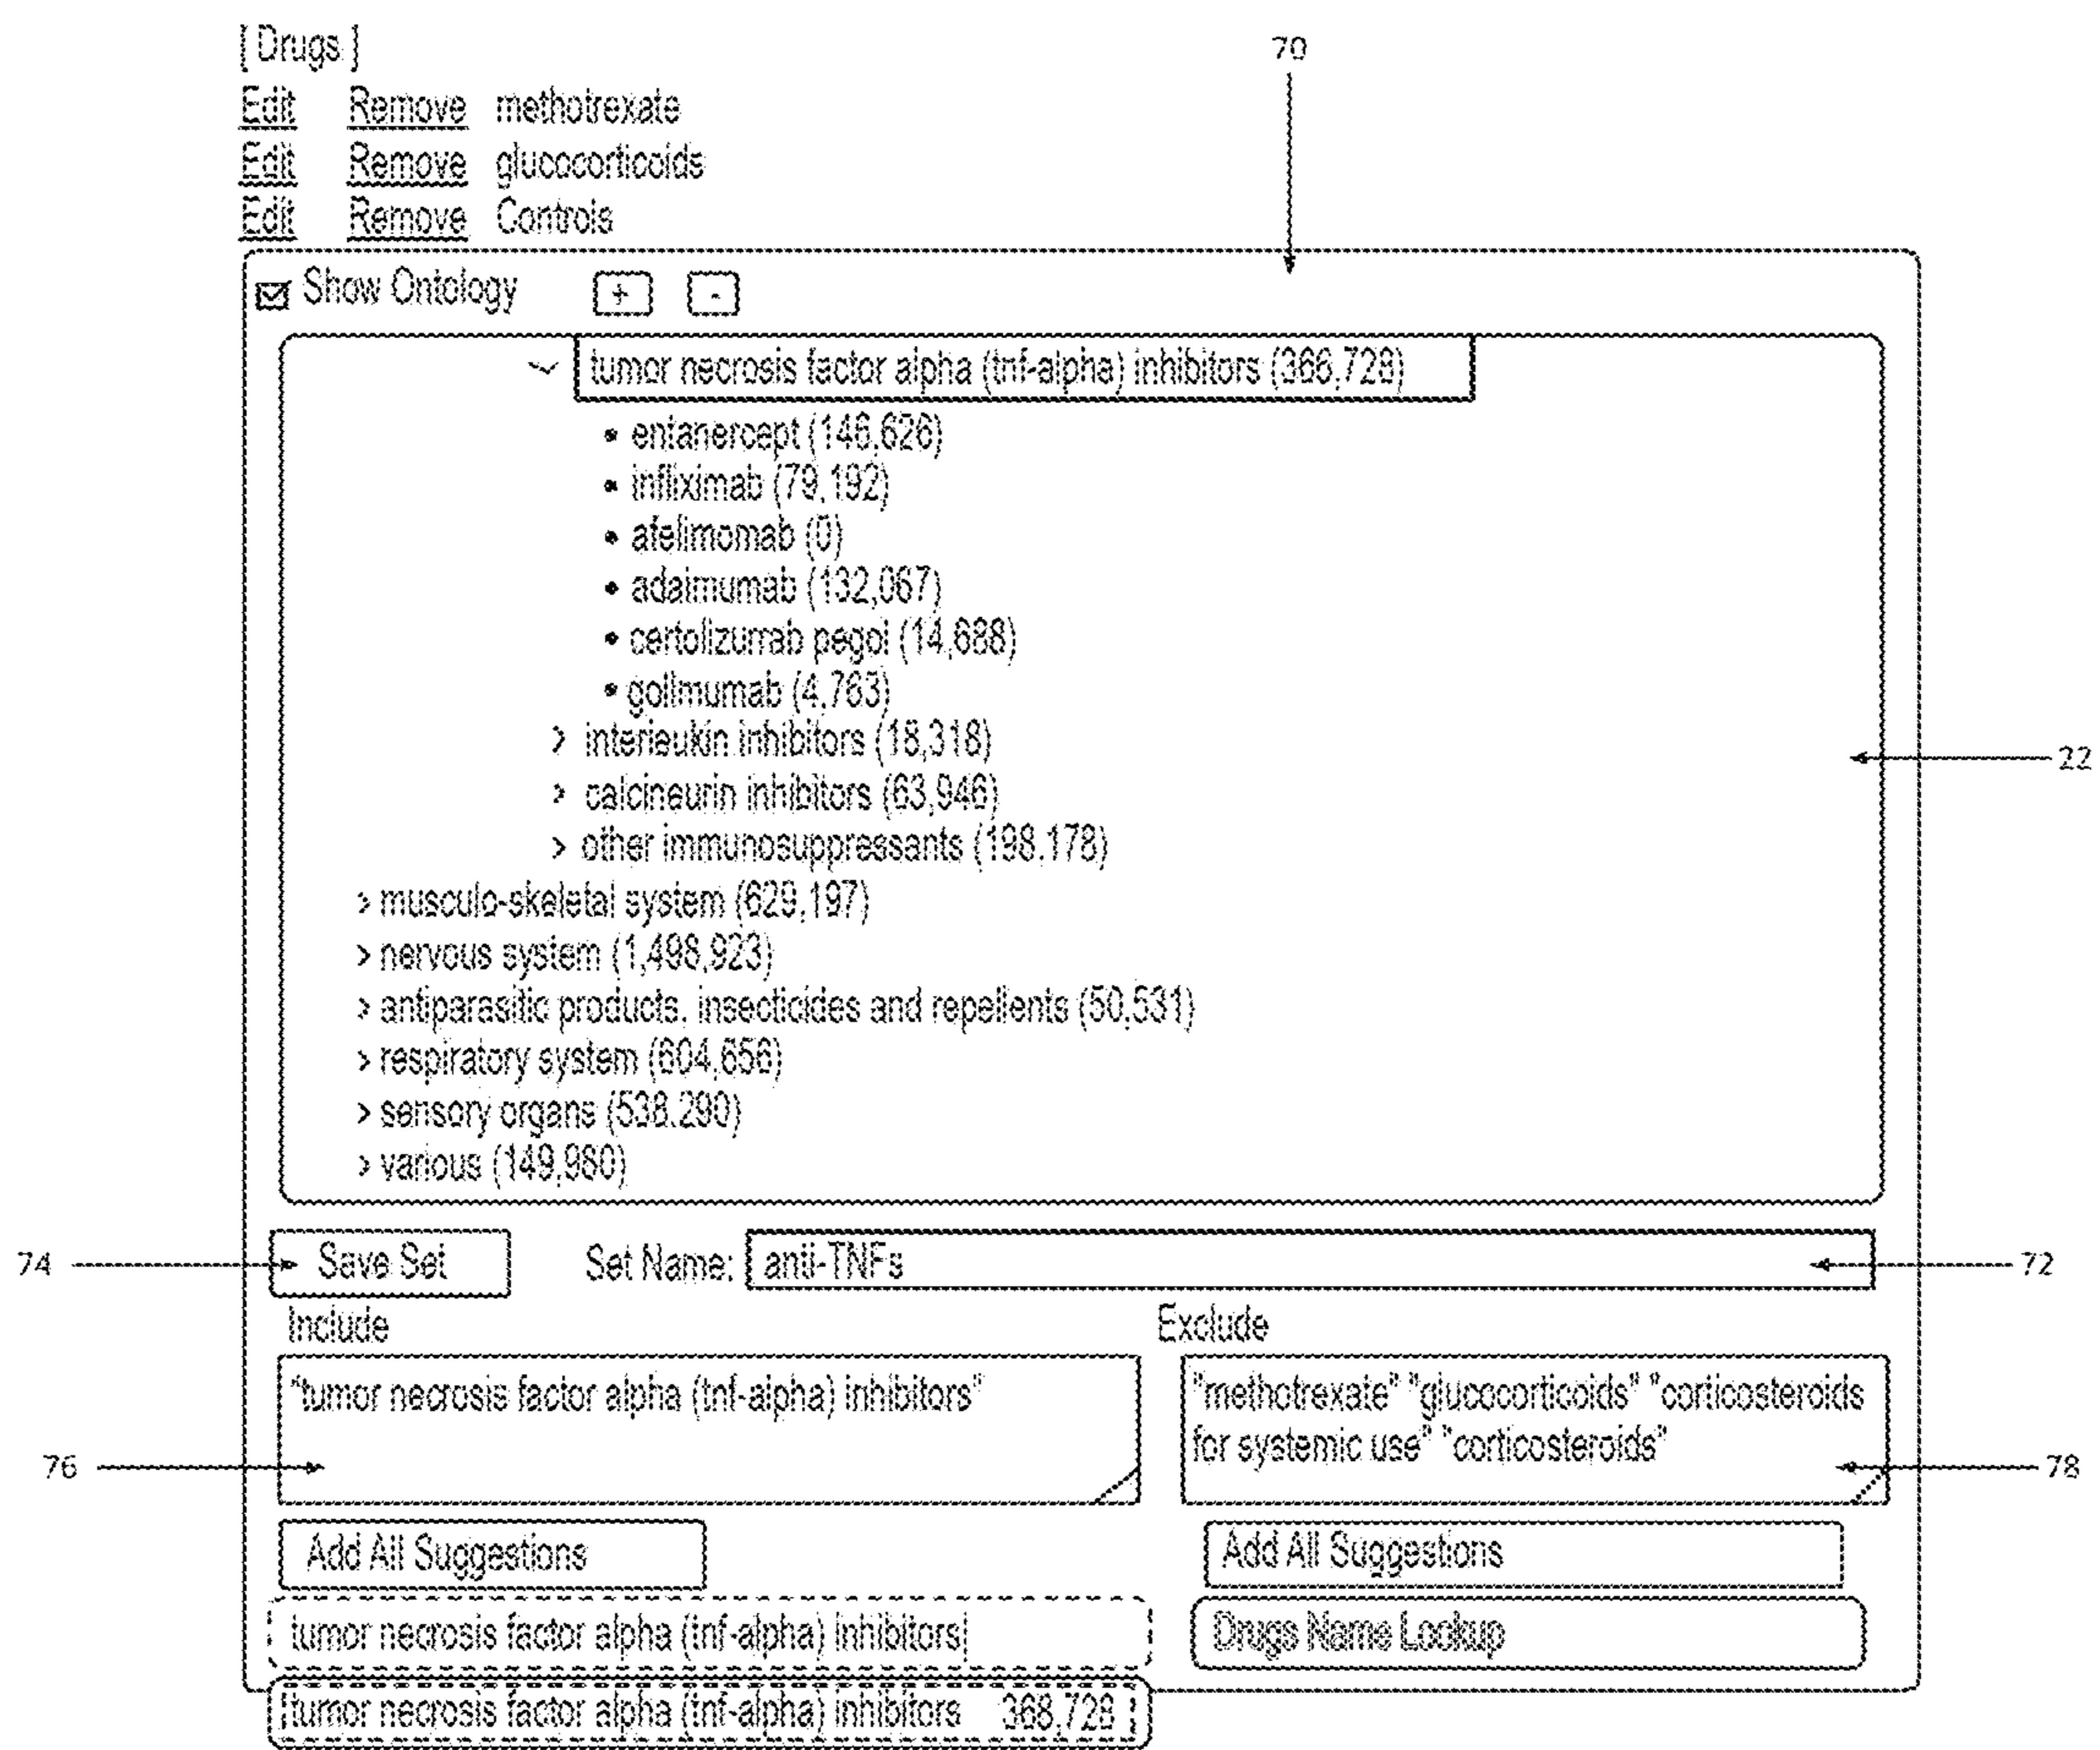 [ Drugs ]
70
Edit Remove methotrexate
Edit Remove glucocorticoids
Edit Remove Controls
Show Ontology + -
tumor necrosis factor alpha (tnf-alpha) inhibitors (366,728)
• entanercept (146,626)
• infliximab (79,192)
• afelimomab (0)
• adaimumab (132,067)
• certolizumab pegol (14,688)
• golimumab (4,763)
> interleukin inhibitors (18,318)
22
> calcineurin inhibitors (63,946)
> other immunosuppressants (198.178)
> musculo-skeletal system (629,197)
> nervous system (1,498,923)
> antiparasitic products, insecticides and repellents (50,531)
> respiratory system (604,656)
> sensory organs (538.290)
> various (149,980)
74 Save Set Set Name: anti-TNFs 72
Include Exclude
"tumor necrosis factor alpha (tnf-alpha) inhibitors" "methotrexate" "glucocorticoids" "corticosteroids
for systemic use" "corticosteroids"
76 78
Add All Suggestions Add All Suggestions
tumor necrosis factor alpha (tnf-alpha) inhibitors Drugs Name Lookup
tumor necrosis factor alpha (tnf-alpha) inhibitors 368,728